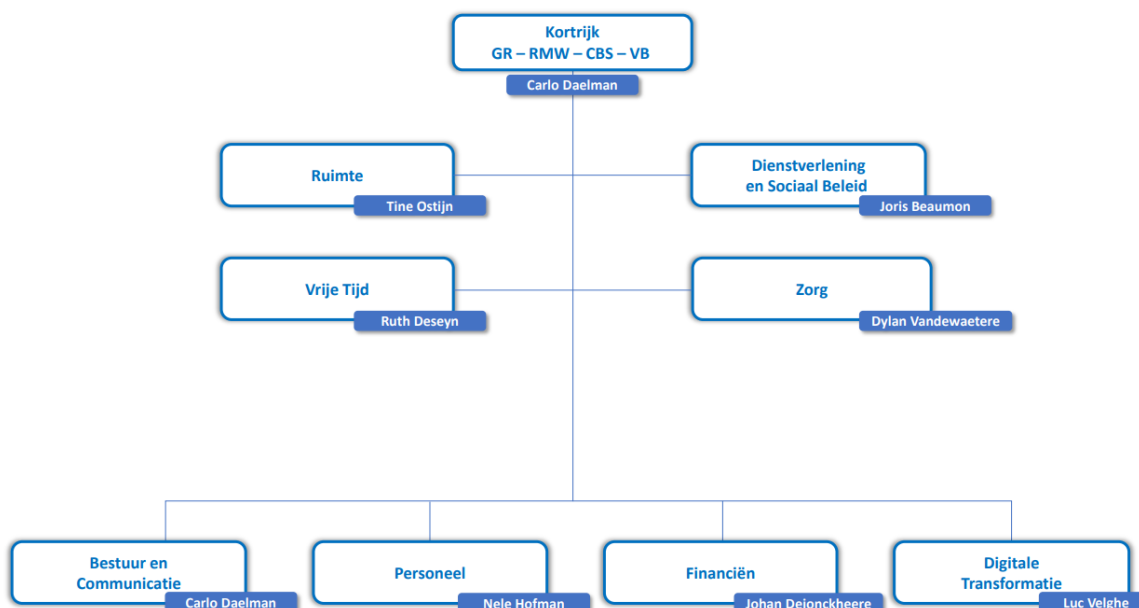 Kortrijk
GR – RMW – CBS – VB
Carlo Daelman
Ruimte
Tine Ostijn
Dienstverlening
en Sociaal Beleid
Joris Beaumon
Vrije Tijd
Ruth Deseyn
Zorg
Dylan Vandewaetere
Bestuur en
Communicatie
Carlo Daelman
Personeel
Nele Hofman
Financiën
Johan Dejonckheere
Digitale
Transformatie
Luc Velghe